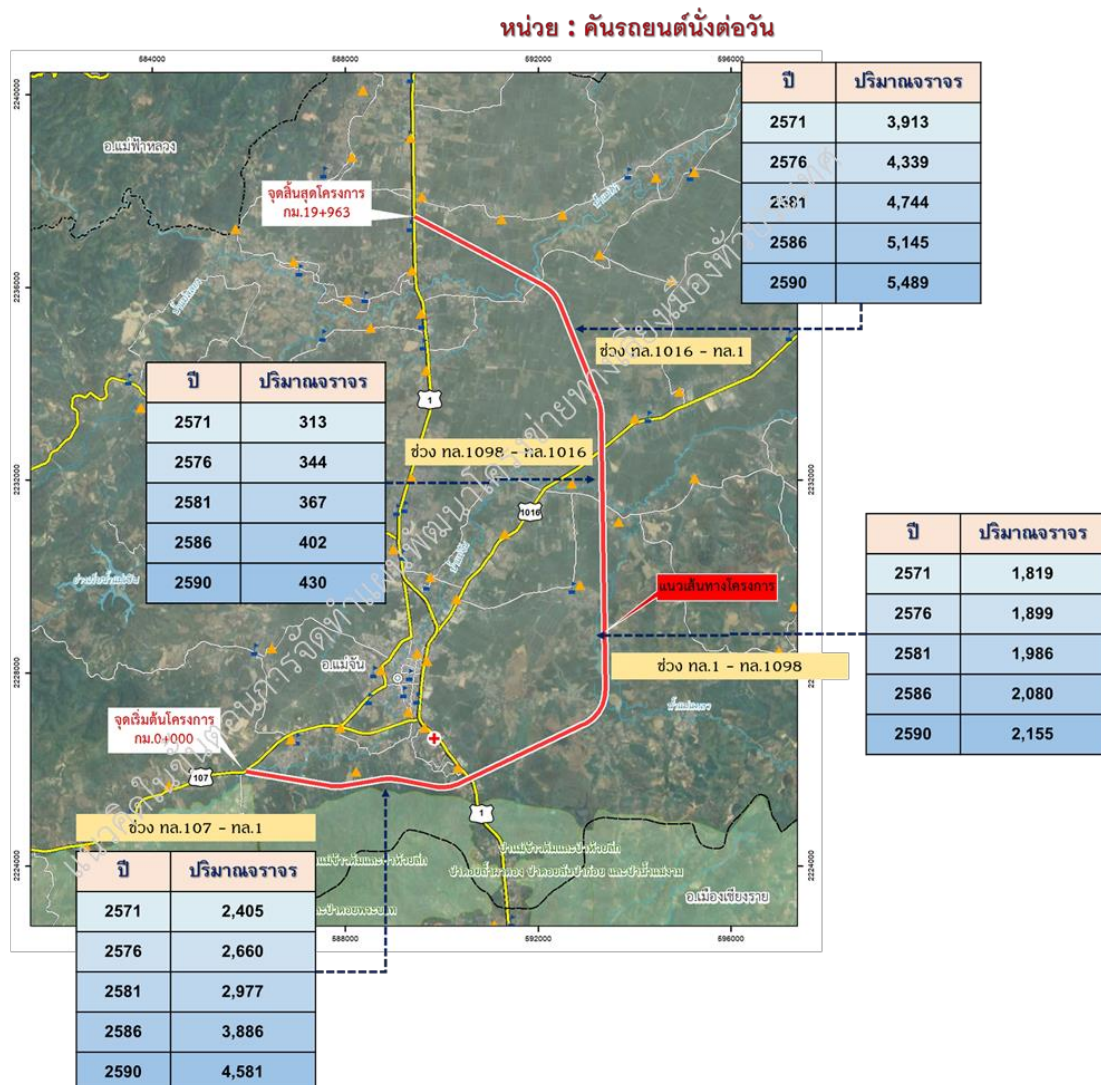 หน่วย : คันรถยนต์นั่งต่อวัน
584000
588000
592000
596000
2240000
2240000
อ.แม่ฟ้าหลวง
จุดสิ้นสุดโครงการ
กม.19+963
ปี ปริมาณจราจร
2571 3,913
2576 4,339
2581 4,744
2586 5,145
2590 5,489
2236000
ช่วง ทล.1016 - ทล.1
ปี ปริมาณจราจร
2571 313
2576 344
2581 367
2586 402
2590 430
1
ช่วง ทล.1098 - ทล.1016
2232000
2232000
1016
ปี ปริมาณจราจร
2571 1,819
2576 1,899
2581 1,986
2586 2,080
2590 2,155
แนวเส้นทางโครงการ
ช่วง ทล.1 - ทล.1098
2228000
อ.แม่จัน
จุดเริ่มต้นโครงการ
กม.0+000
107
1
ช่วง ทล.107 - ทล.1
2224000
2224000
อ.เมืองเชียงราย
ปี ปริมาณจราจร
2571 2,405
2576 2,660
2581 2,977
2586 3,886
2590 4,581
588000
592000
596000